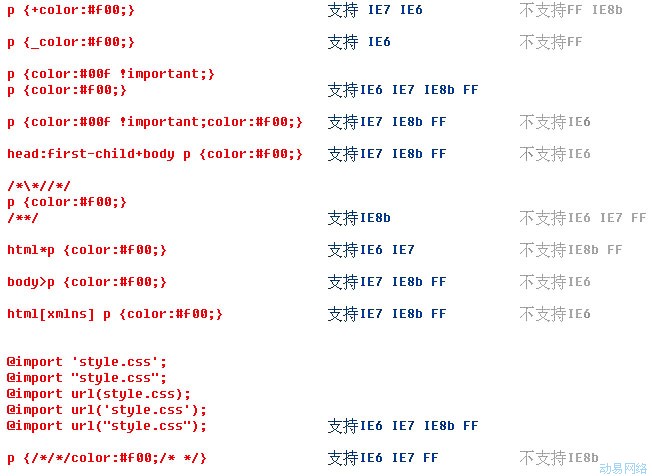 p {+color:#f00;} 支持 IE7 IE6 不支持FF IE8b
p {_color:#f00;} 支持 IE6 不支持FF
p {color:#00f !important;}
p {color:#f00;} 支持IE6 IE7 IE8b FF
p {color:#00f !important;color:#f00;} 支持IE7 IE8b FF 不支持IE6
head:first-child+body p {color:#f00;} 支持IE7 IE8b FF 不支持IE6
/*\*//*/
p {color:#f00;}
/**/ 支持IE8b 不支持IE6 IE7 FF
html*p {color:#f00;} 支持IE6 IE7 不支持IE8b FF
body>p {color:#f00;} 支持IE7 IE8b FF 不支持IE6
html[xmlns] p {color:#f00;} 支持IE7 IE8b FF 不支持IE6
@import 'style.css';
@import "style.css";
@import url(style.css);
@import url('style.css');
@import url("style.css"); 支持IE6 IE7 IE8b FF
p {/*/*/color:#f00;/* */} 支持IE6 IE7 FF 不支持IE8b
动易网络